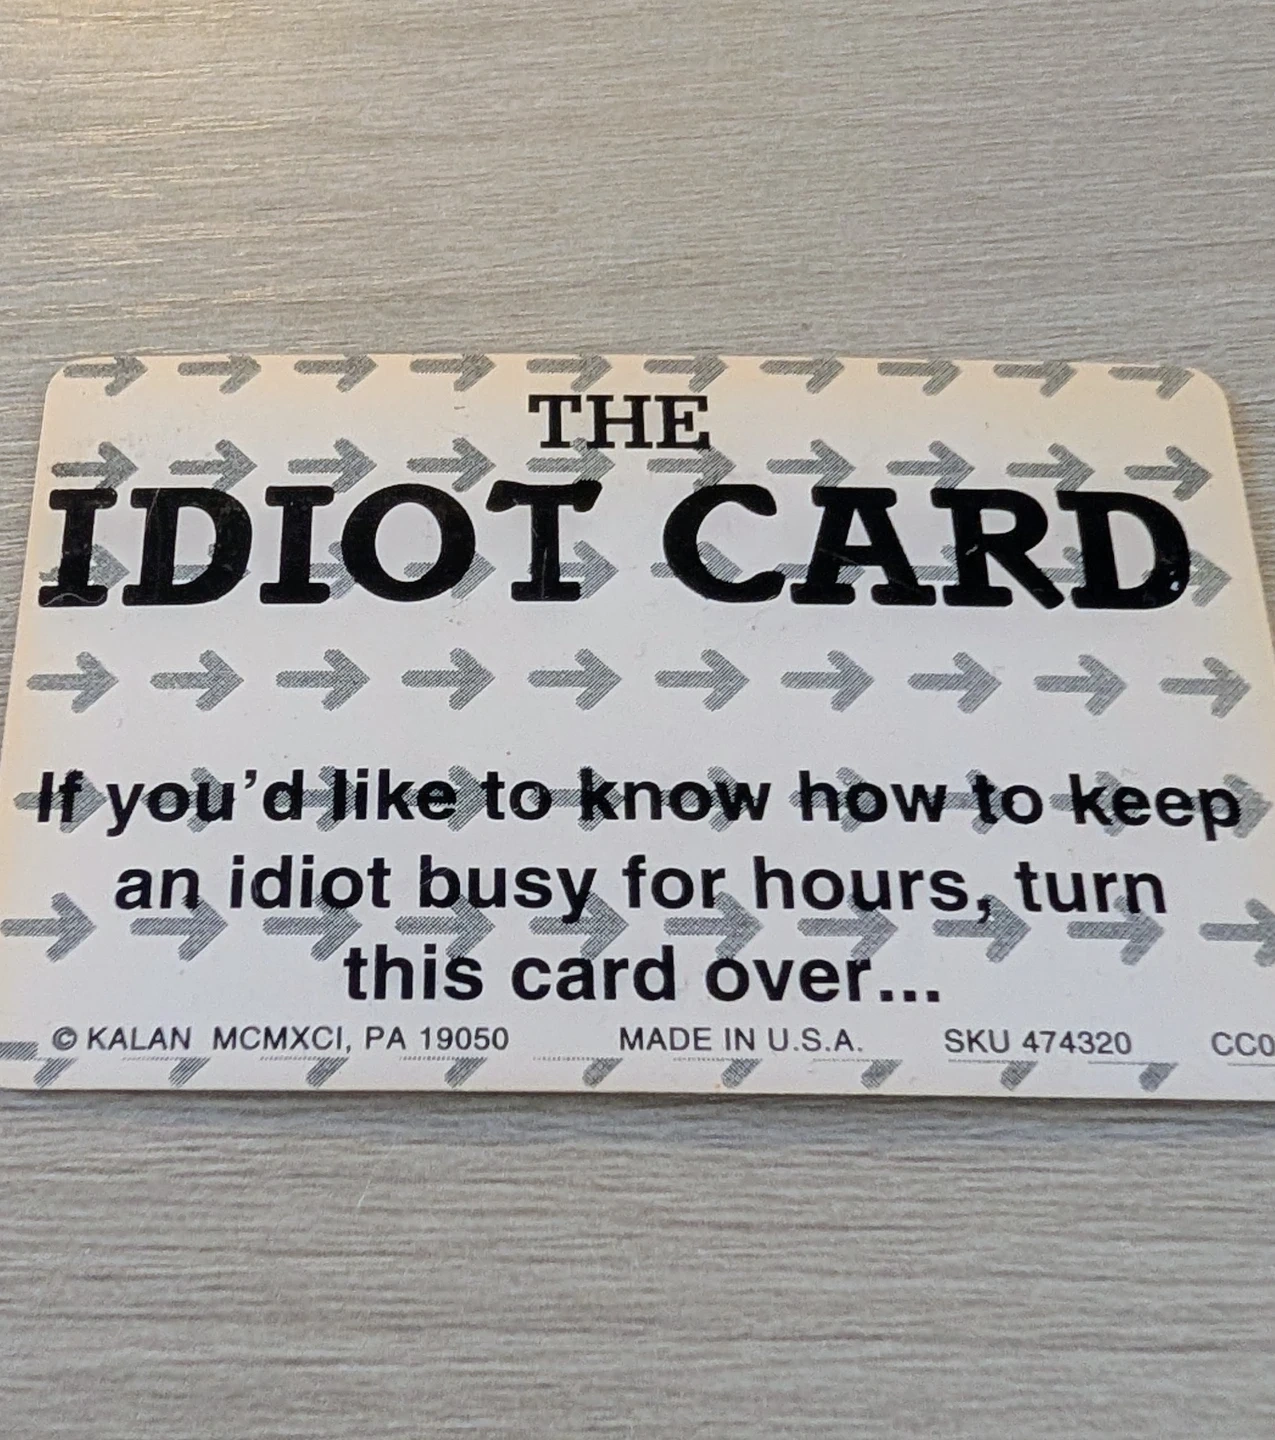 THE
IDIOT CARD
If you'd like to know how to keep
an idiot busy for hours, turn
this card over...
© KALAN MCMXCI, PA 19050 MADE IN U.S.A. SKU 474320